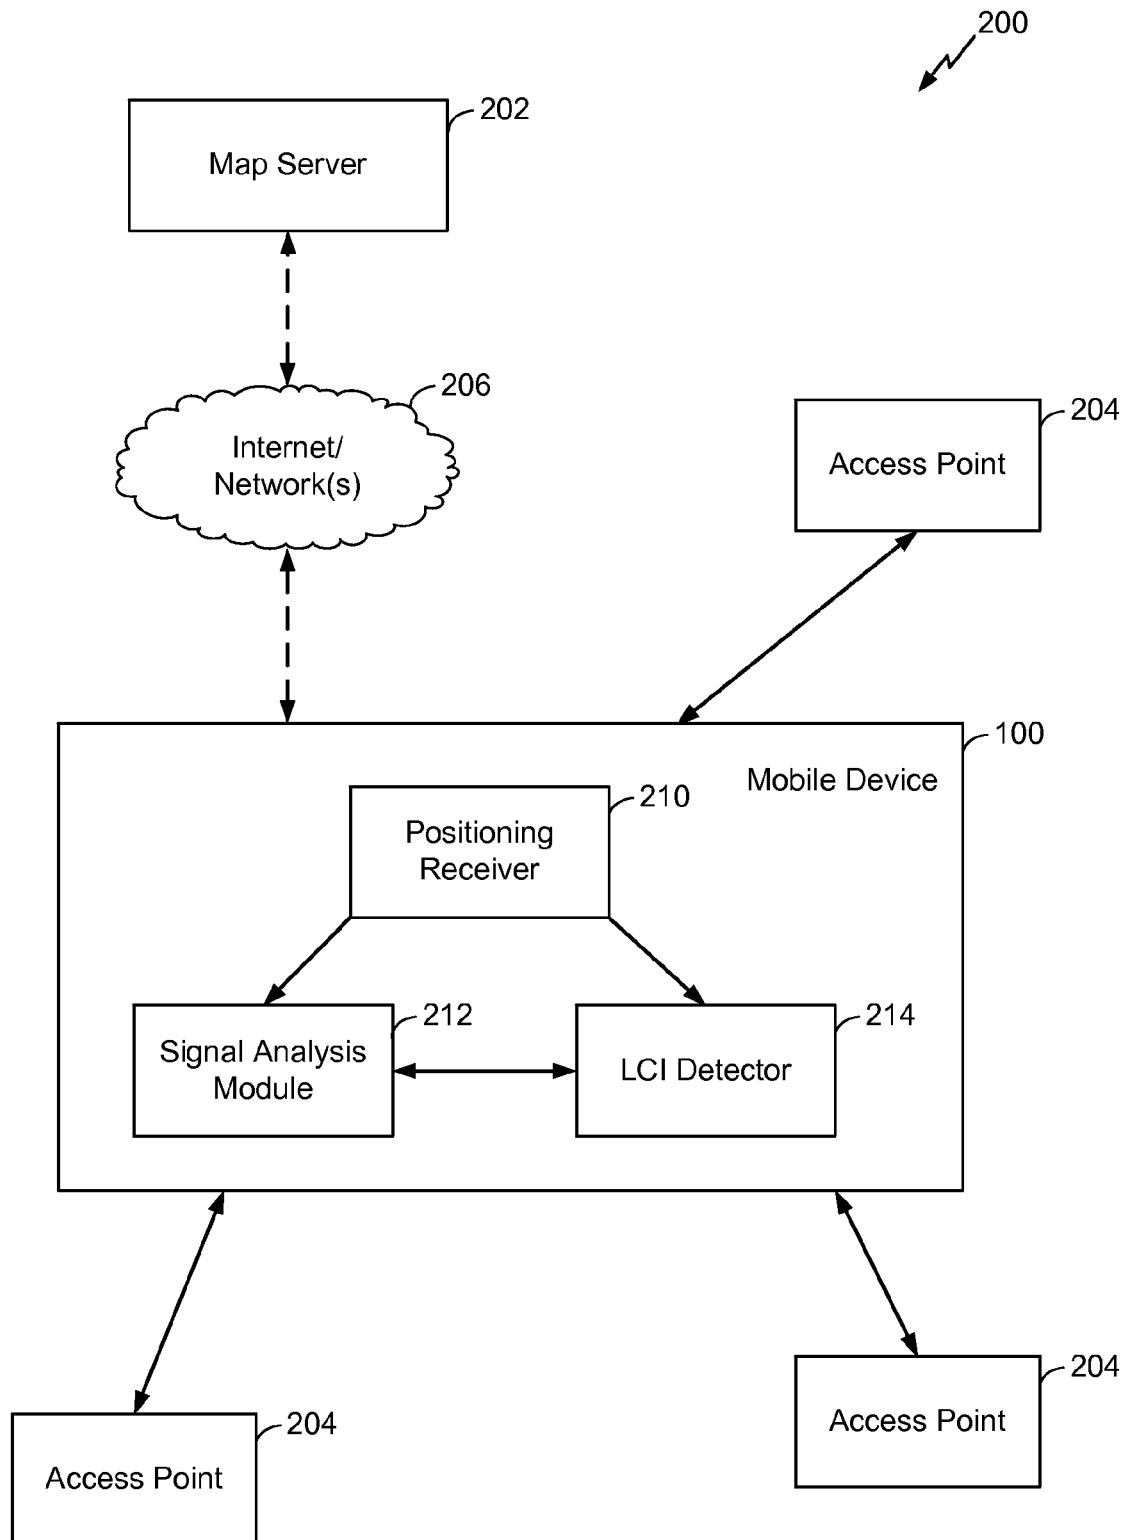 200
202
Map Server
206
Internet/
Network(s)
204
Access Point
100
Mobile Device
210
Positioning
Receiver
212
Signal Analysis
Module
214
LCI Detector
204
Access Point
204
Access Point